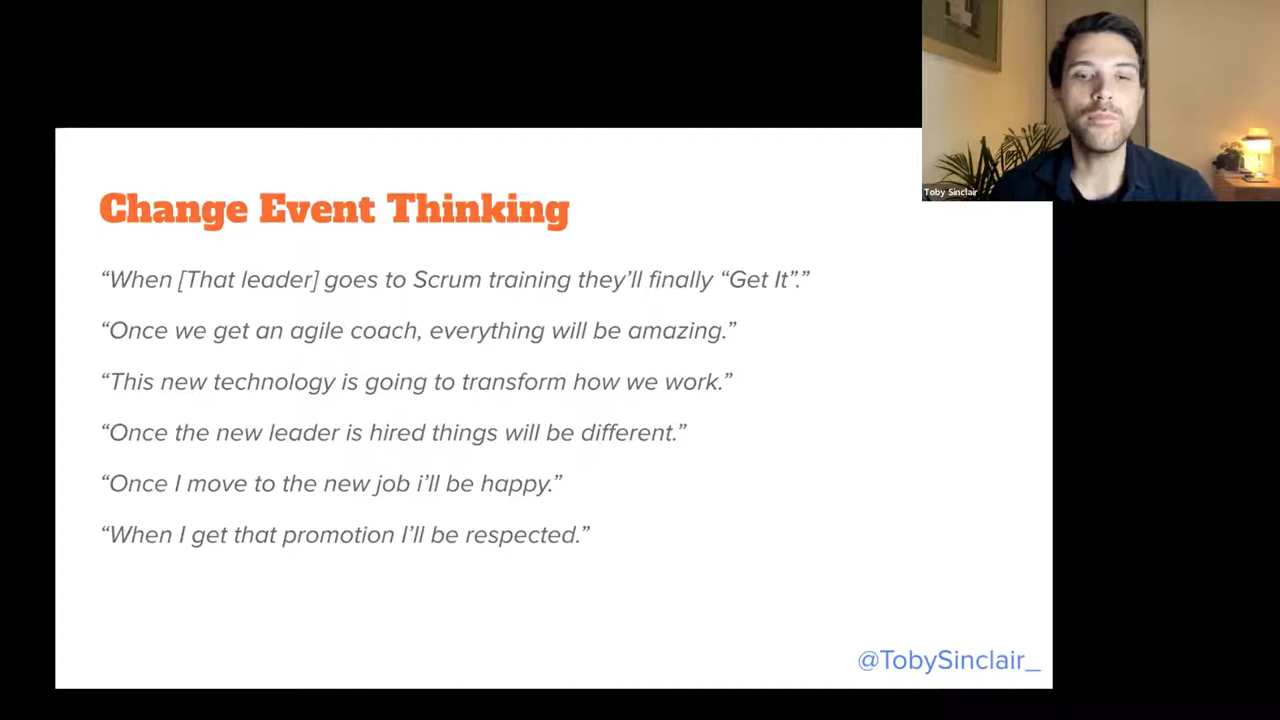 Toby Sinclair
Change Event Thinking
“When [That leader] goes to Scrum training they’ll finally “Get It”.”
“Once we get an agile coach, everything will be amazing.”
“This new technology is going to transform how we work.”
“Once the new leader is hired things will be different.”
“Once I move to the new job i’ll be happy.”
“When I get that promotion I’ll be respected.”
@TobySinclair_